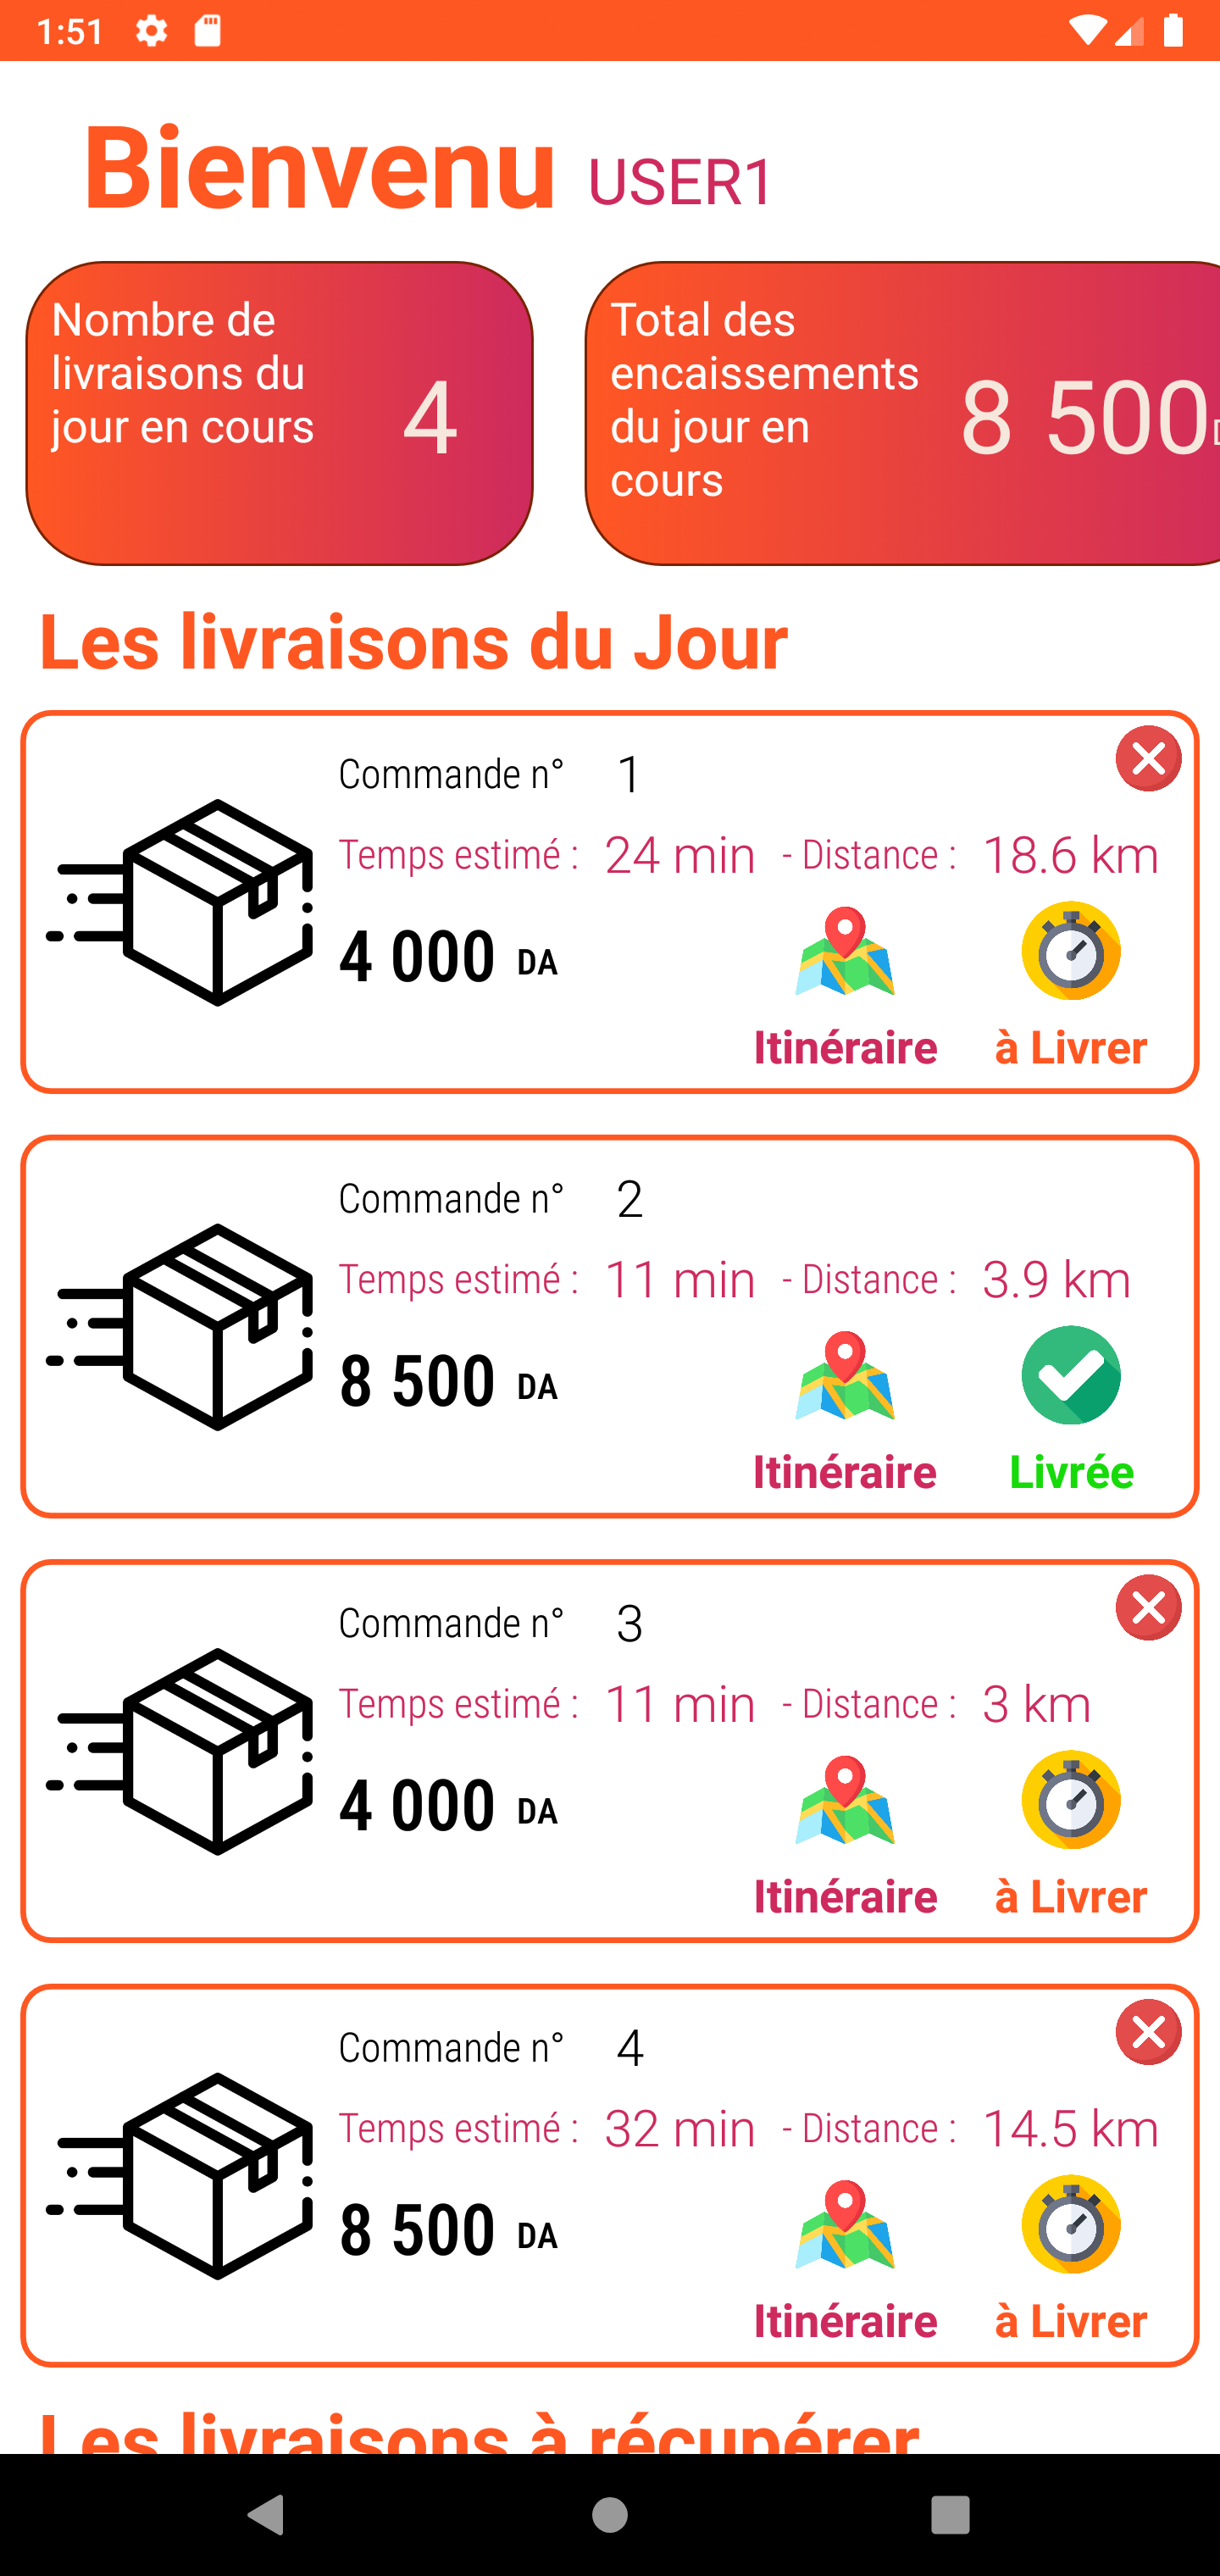 1:51
Bienvenu USER1
Nombre de
livraisons du
jour en cours
4
Total des
encaissements
du jour en
cours
8 500
Les livraisons du Jour
Commande n° 1
Temps estimé : 24 min - Distance : 18.6 km
4 000 DA
Itinéraire à Livrer
Commande n° 2
Temps estimé : 11 min - Distance : 3.9 km
8 500 DA
Itinéraire Livrée
Commande n° 3
Temps estimé : 11 min - Distance : 3 km
4 000 DA
Itinéraire à Livrer
Commande n° 4
Temps estimé : 32 min - Distance : 14.5 km
8 500 DA
Itinéraire à Livrer
Les livraisons à récupérer